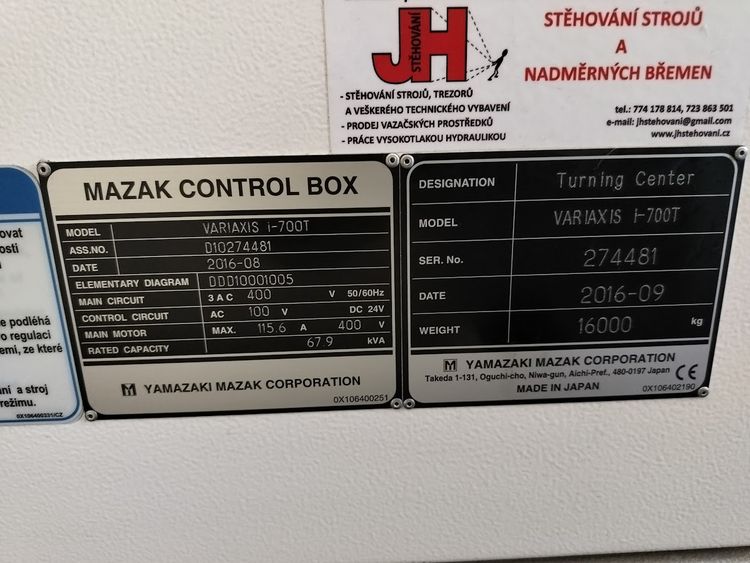 JH
STĚHOVÁNÍ
STĚHOVÁNÍ STROJŮ
A
NADMĚRNÝCH BŘEMEN
- STĚHOVÁNÍ STROJŮ, TREZORŮ
A VEŠKERÉHO TECHNICKÉHO VYBAVENÍ
- PRODEJ VAZAČSKÝCH PROSTŘEDKŮ
- PRÁCE VYSOKOTLAKOU HYDRAULIKOU
tel.: 774 178 814, 723 863 501
e-mail: jhstehovani@gmail.com
www.jhstehovani.cz
MAZAK CONTROL BOX
MODEL VARIAXIS i-700T
ASS.NO. D10274481
DATE 2016-08
ELEMENTARY DIAGRAM DDD10001005
MAIN CIRCUIT 3 A C 400 V 50/60Hz
CONTROL CIRCUIT AC 100 V DC 24V
MAIN MOTOR MAX. 115.6 A 400 V
RATED CAPACITY 67.9 kVA
YAMAZAKI MAZAK CORPORATION
0X106400251
DESIGNATION Turning Center
MODEL VARIAXIS i-700T
SER. No. 274481
DATE 2016-09
WEIGHT 16000 kg
YAMAZAKI MAZAK CORPORATION
Takeda 1-131, Oguchi-cho, Niwa-gun, Aichi-Pref., 480-0197 Japan CE
MADE IN JAPAN 0X106402190
ovat
osti
e podléhá
o regulaci
emi, ze které
ani a stroj
režimu.
0X106400331/CZ